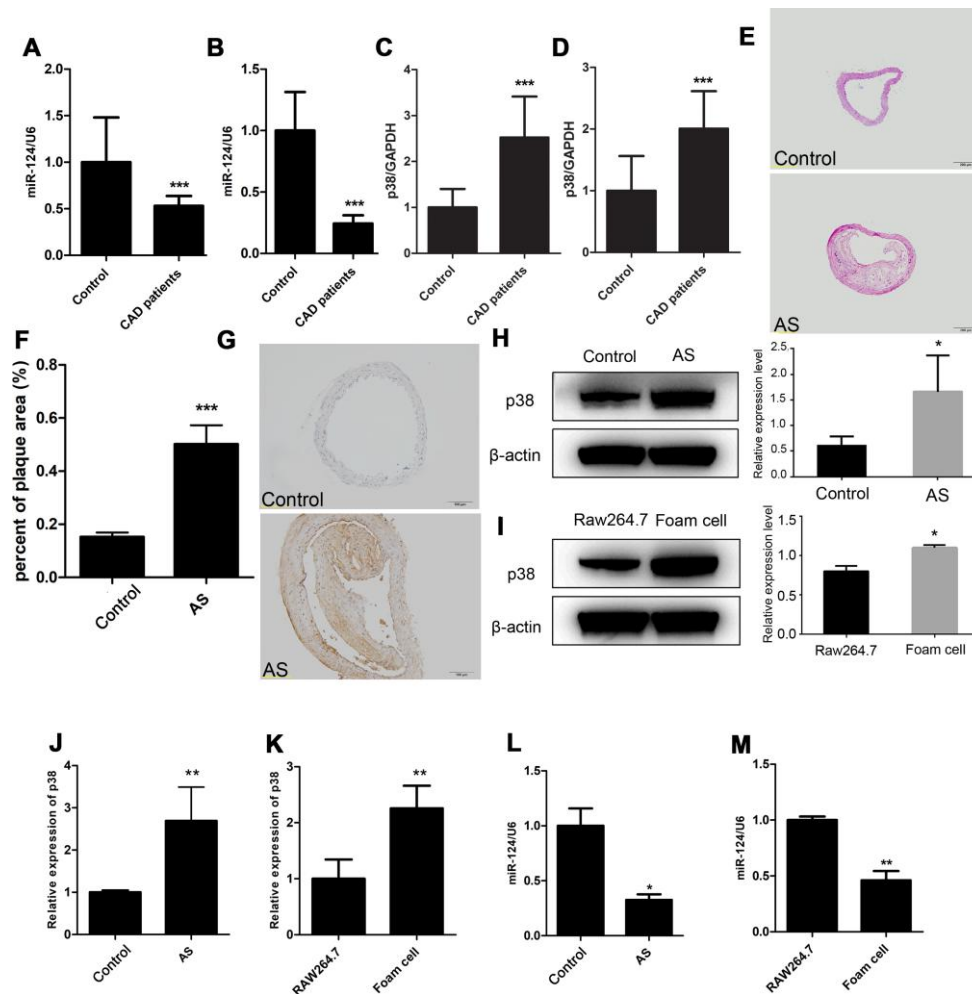 A
miR-124/U6
1.5
1.0
0.5
0.0
***
Control
CAD patients
B
miR-124/U6
1.5
1.0
0.5
0.0
***
Control
CAD patients
C
p38/GAPDH
4
3
2
1
0
***
Control
CAD patients
D
p38/GAPDH
3
2
1
0
***
Control
CAD patients
E
Control
AS
F
percent of plaque area (%)
0.8
0.6
0.4
0.2
0.0
***
Control
AS
G
Control
AS
H
Control AS
p38
β-actin
Relative expression level
2.5
2.0
1.5
1.0
0.5
0.0
*
Control
AS
I
Raw264.7 Foam cell
p38
β-actin
Relative expression level
1.5
1.0
0.5
0.0
*
Raw264.7
Foam cell
J
Relative expression of p38
4
3
2
1
0
**
Control
AS
K
Relative expression of p38
3
2
1
0
**
RAW264.7
Foam cell
L
miR-124/U6
1.5
1.0
0.5
0.0
*
Control
AS
M
miR-124/U6
1.5
1.0
0.5
0.0
**
RAW264.7
Foam cell